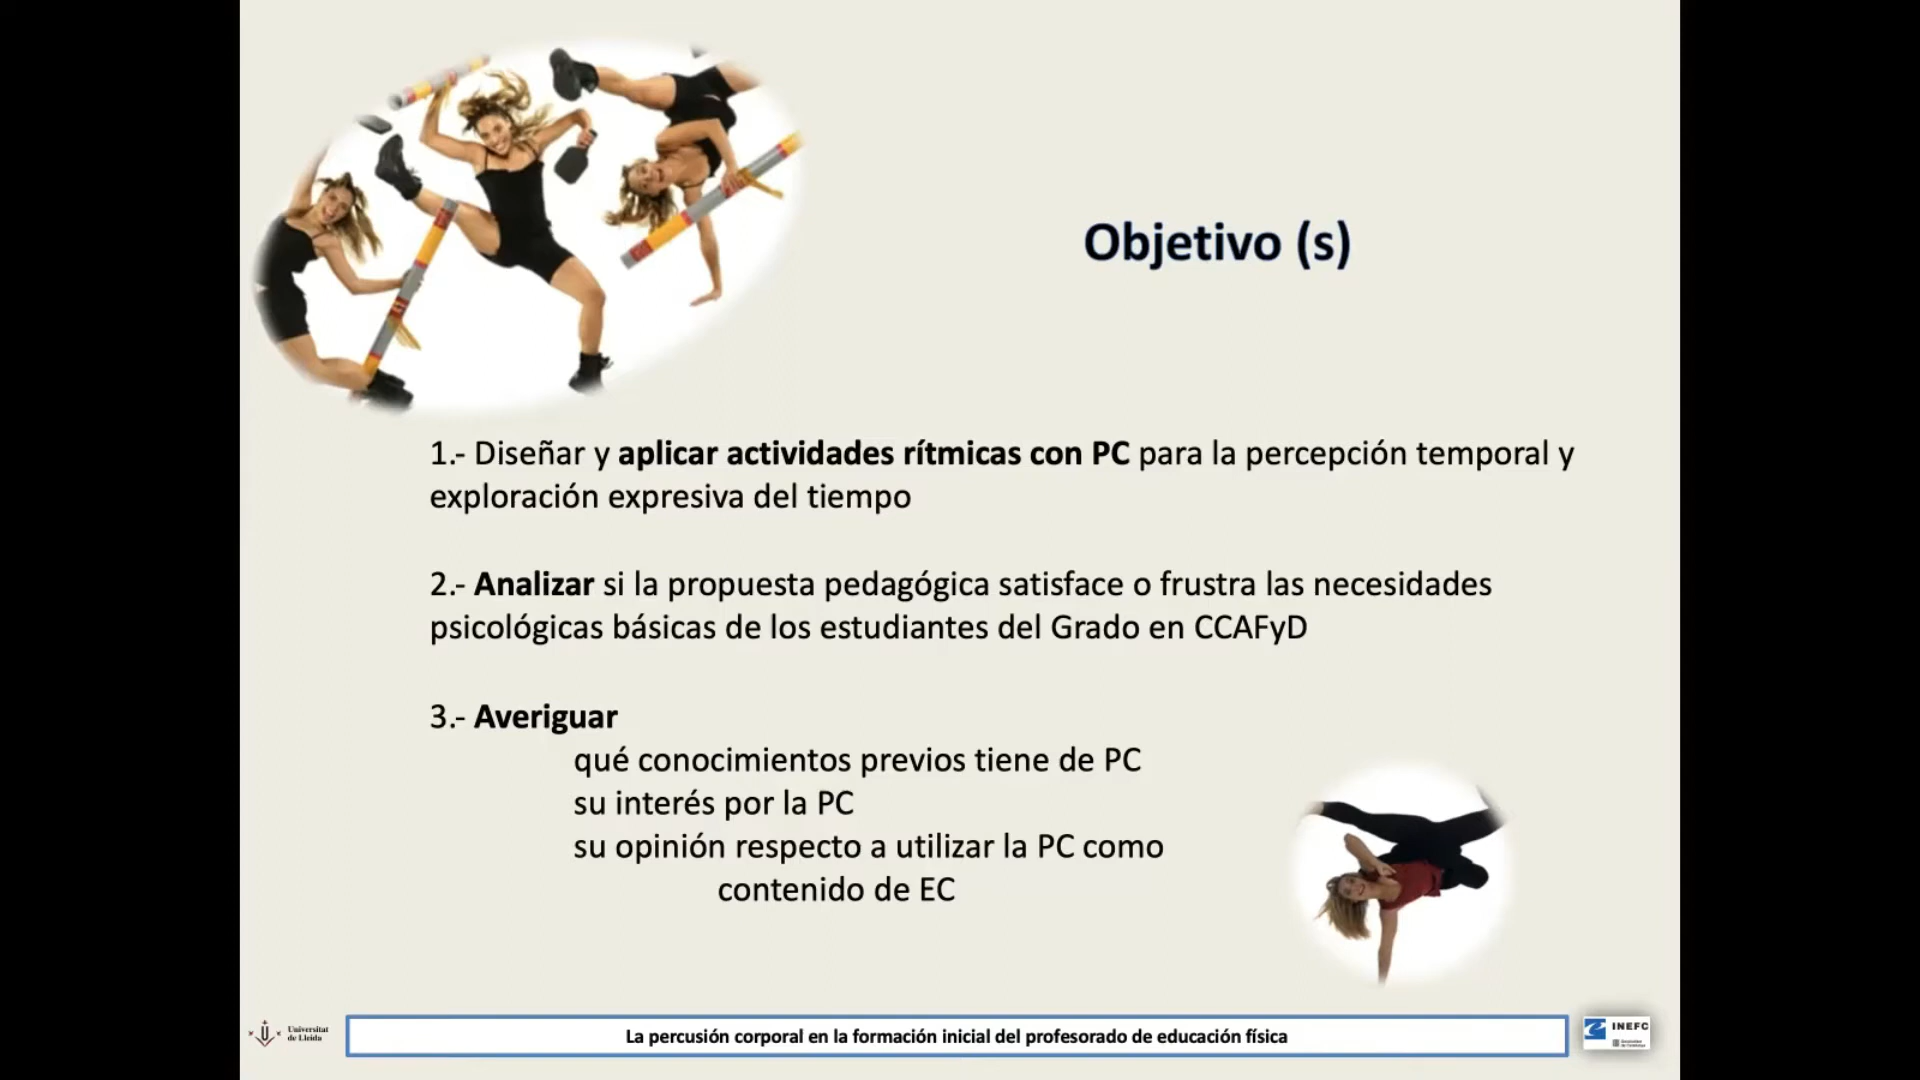 Objetivo (s)
1.- Diseñar y aplicar actividades rítmicas con PC para la percepción temporal y
exploración expresiva del tiempo
2.- Analizar si la propuesta pedagógica satisface o frustra las necesidades
psicológicas básicas de los estudiantes del Grado en CCAFyD
3.- Averiguar
qué conocimientos previos tiene de PC
su interés por la PC
su opinión respecto a utilizar la PC como
contenido de EC
Universitat
de Lleida
La percusión corporal en la formación inicial del profesorado de educación física
INEFC